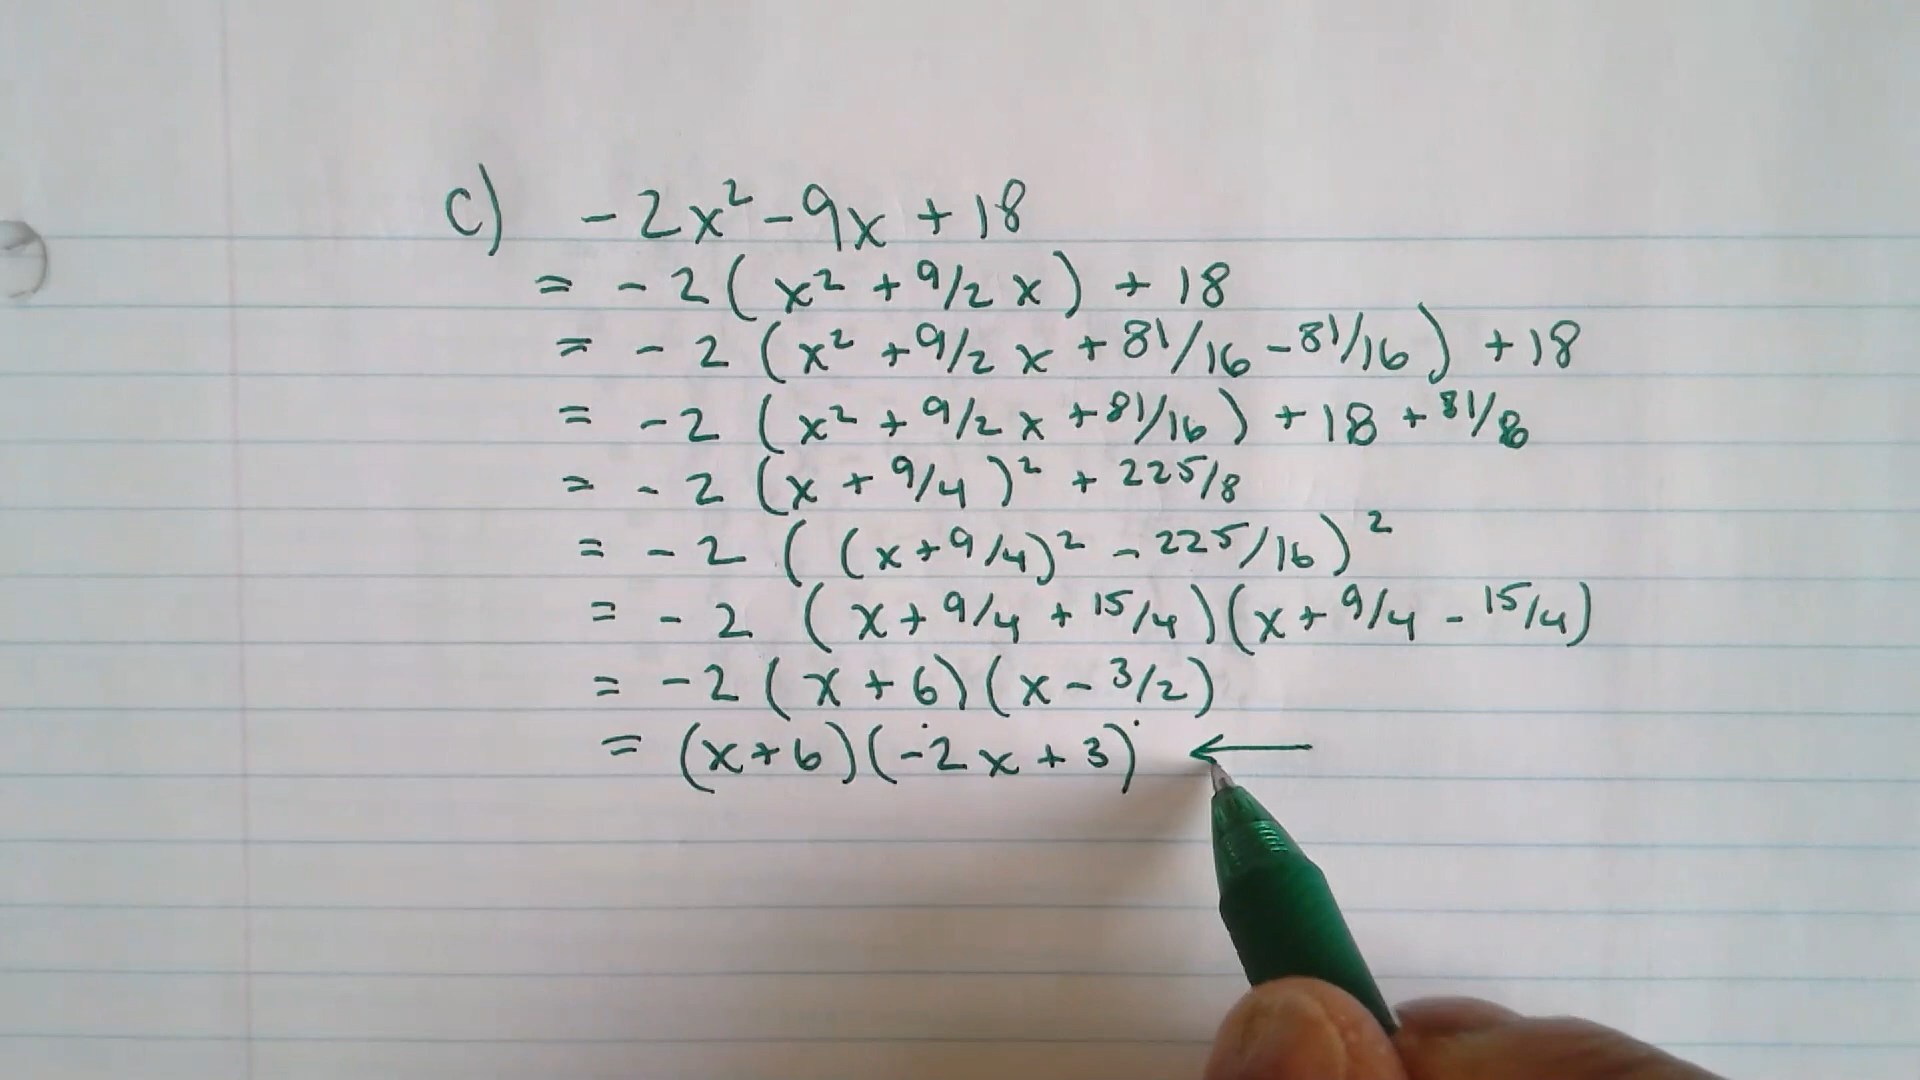 c) -2x² - 9x + 18
= -2(x² + 9/2 x) + 18
= -2(x² + 9/2 x + 81/16 - 81/16) + 18
= -2(x² + 9/2 x + 81/16) + 18 + 81/8
= -2(x + 9/4)² + 225/8
= -2((x + 9/4)² - 225/16)²
= -2(x + 9/4 + 15/4)(x + 9/4 - 15/4)
= -2(x + 6)(x - 3/2)
= (x + 6)(-2x + 3) ←